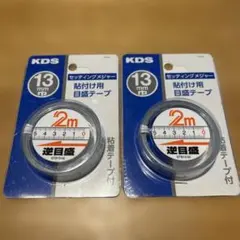 KDS
セッティングメジャー
13
mm
巾
貼付け用
目盛テープ
2m
逆目盛
粘着テープ付
KDS
セッティングメジャー
13
mm
巾
貼付け用
目盛テープ
2m
逆目盛
粘着テープ付